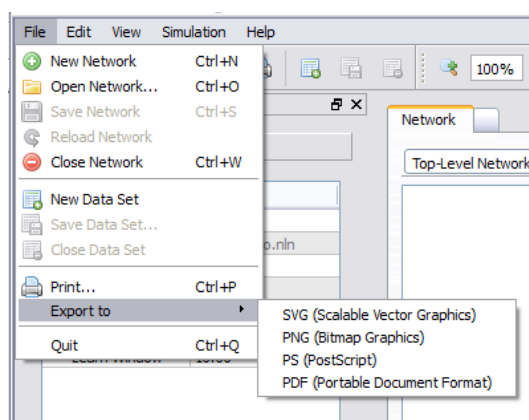 File Edit View Simulation Help
New Network Ctrl+N
Open Network... Ctrl+O
100%
Save Network Ctrl+S
Reload Network
Network
Close Network Ctrl+W
Top-Level Network
New Data Set
Save Data Set...
Close Data Set
o.nln
Print... Ctrl+P
Export to
SVG (Scalable Vector Graphics)
PNG (Bitmap Graphics)
PS (PostScript)
PDF (Portable Document Format)
Quit Ctrl+Q